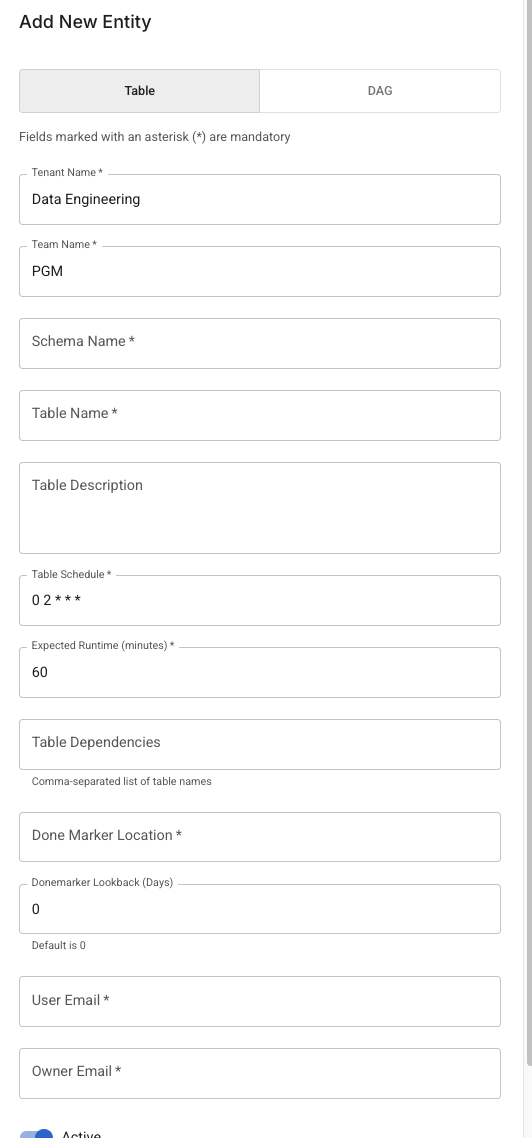 Add New Entity
Table
DAG
Fields marked with an asterisk (*) are mandatory
Tenant Name *
Data Engineering
Team Name *
PGM
Schema Name *
Table Name *
Table Description
Table Schedule *
0 2 * * *
Expected Runtime (minutes) *
60
Table Dependencies
Comma-separated list of table names
Done Marker Location *
Donemarker Lookback (Days)
0
Default is 0
User Email *
Owner Email *
Active